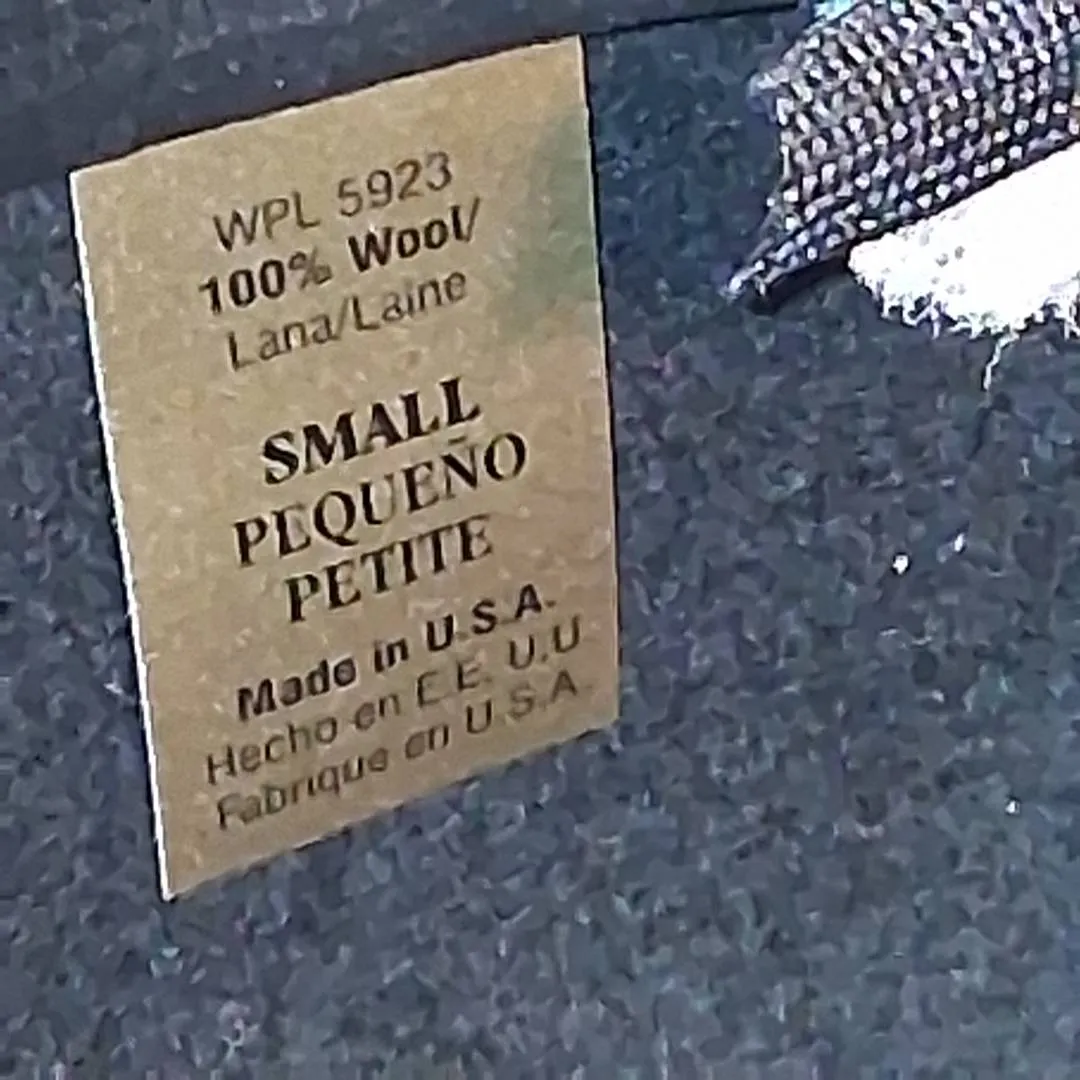 WPL 5923
100% Wool/
Lana/Laine
SMALL
PEQUEÑO
PETITE
Made in U.S.A.
Hecho en E.E. U.U
Fabrique en U.S.A.